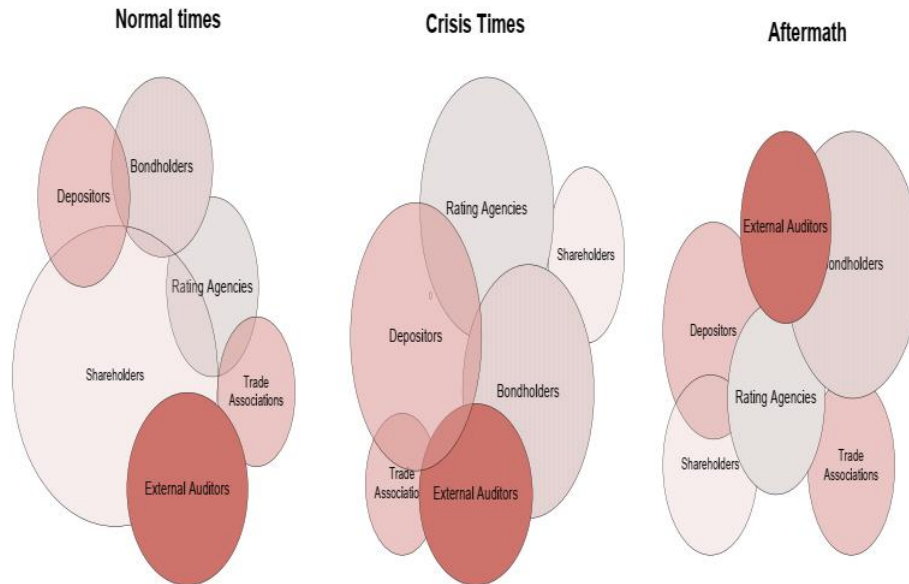 Normal times
Bondholders
Depositors
Rating Agencies
Shareholders
Trade
Associations
External Auditors
Crisis Times
Rating Agencies
Shareholders
Depositors
Bondholders
Trade
Associatio
External Auditors
Aftermath
External Auditors
ondholders
Depositors
Rating Agencies
Shareholders
Trade
Associations